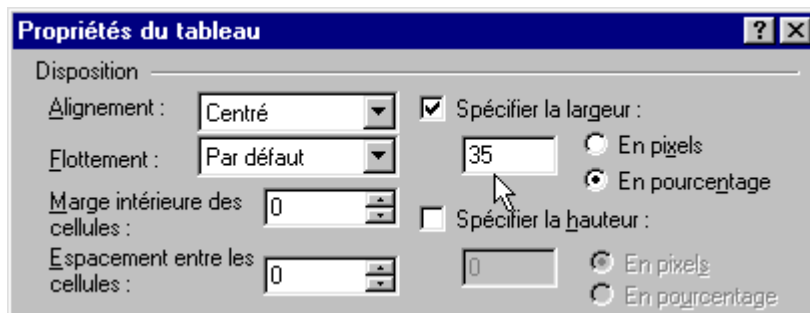 Propriétés du tableau
Disposition
Alignement : Centré
Flottement : Par défaut
Marge intérieure des
cellules : 0
Espacement entre les
cellules : 0
Spécifier la largeur :
35
En pixels
En pourcentage
Spécifier la hauteur :
0
En pixels
En pourcentage